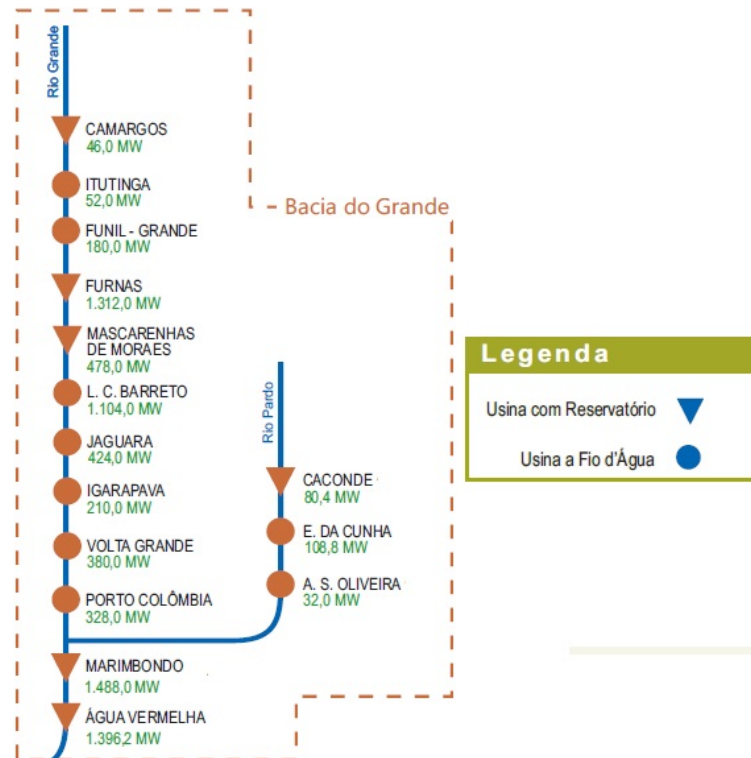 Rio Grande
CAMARGOS
46,0 MW
ITUTINGA
52,0 MW
FUNIL - GRANDE
180,0 MW
FURNAS
1.312,0 MW
MASCARENHAS
DE MORAES
478,0 MW
L. C. BARRETO
1.104,0 MW
JAGUARA
424,0 MW
IGARAPAVA
210,0 MW
VOLTA GRANDE
380,0 MW
PORTO COLÔMBIA
328,0 MW
MARIMBONDO
1.488,0 MW
ÁGUA VERMELHA
1.396,2 MW
Rio Pardo
CACONDE
80,4 MW
E. DA CUNHA
108,8 MW
A. S. OLIVEIRA
32,0 MW
Bacia do Grande
Legenda
Usina com Reservatório
Usina a Fio d'Água